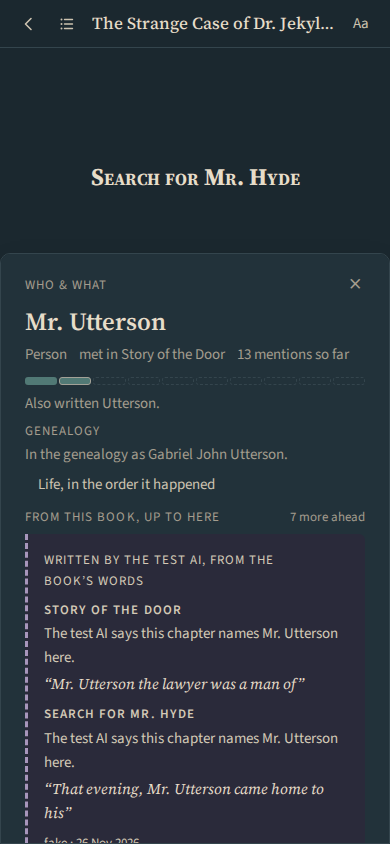 The Strange Case of Dr. Jekyl... Aa
Search for Mr. Hyde
WHO & WHAT
Mr. Utterson
Person met in Story of the Door 13 mentions so far
Also written Utterson.
GENEALOGY
In the genealogy as Gabriel John Utterson.
Life, in the order it happened
FROM THIS BOOK, UP TO HERE 7 more ahead
WRITTEN BY THE TEST AI, FROM THE
BOOK’S WORDS
STORY OF THE DOOR
The test AI says this chapter names Mr. Utterson
here.
“Mr. Utterson the lawyer was a man of”
SEARCH FOR MR. HYDE
The test AI says this chapter names Mr. Utterson
here.
“That evening, Mr. Utterson came home to
his”
fake · 26 Nov 2026